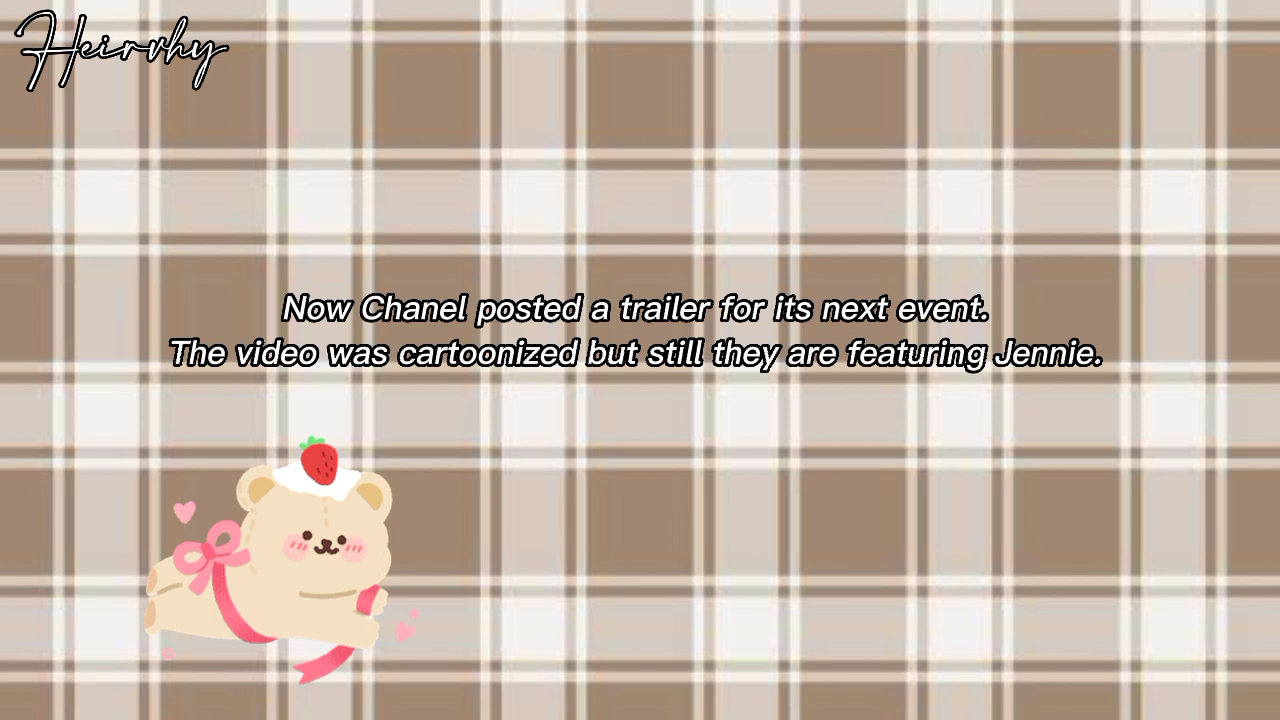 Heirvhy
Now Chanel posted a trailer for its next event.
The video was cartoonized but still they are featuring Jennie.